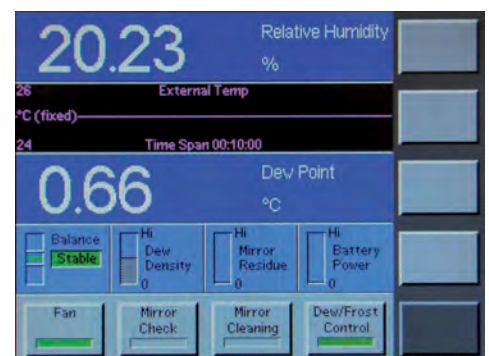 20.23
Relative Humidity
%
26 External Temp
°C (fixed)
24 Time Span 00:10:00
0.66
Dew Point
°C
Balance
Stable
Hi
Dew
Density
0
Hi
Mirror
Residue
0
Hi
Battery
Power
0
Fan
Mirror
Check
Mirror
Cleaning
Dew/Frost
Control